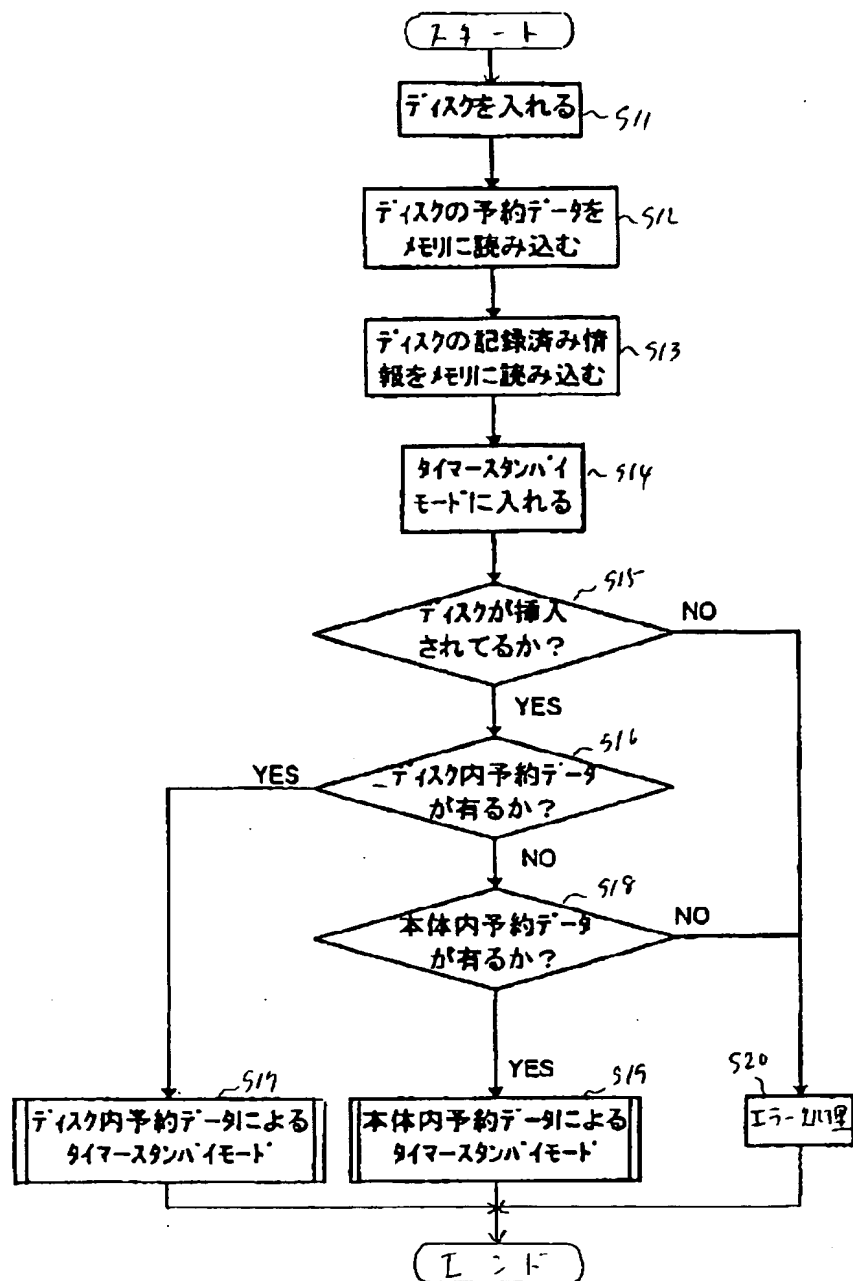 スタート
ディスクを入れる
S11
ディスクの予約データを
メモリに読み込む
S12
ディスクの記録済み情
報をメモリに読み込む
S13
タイマースタンバイ
モードに入れる
S14
S15
ディスクが挿入
されてるか?
NO
YES
S16
ディスク内予約データ
が有るか?
YES
NO
S18
本体内予約データ
が有るか?
NO
YES
S17
ディスク内予約データによる
タイマースタンバイモード
S19
本体内予約データによる
タイマースタンバイモード
S20
エラー処理
エンド